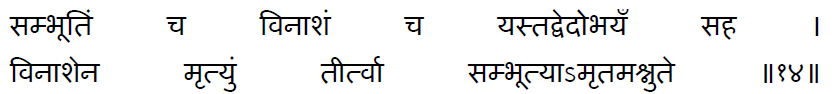 सम्भूतिं च विनाशं च यस्तद्वेदोभयँ सह ।
विनाशेन मृत्युं तीर्त्वा सम्भूत्याऽमृतमश्नुते ॥१४॥